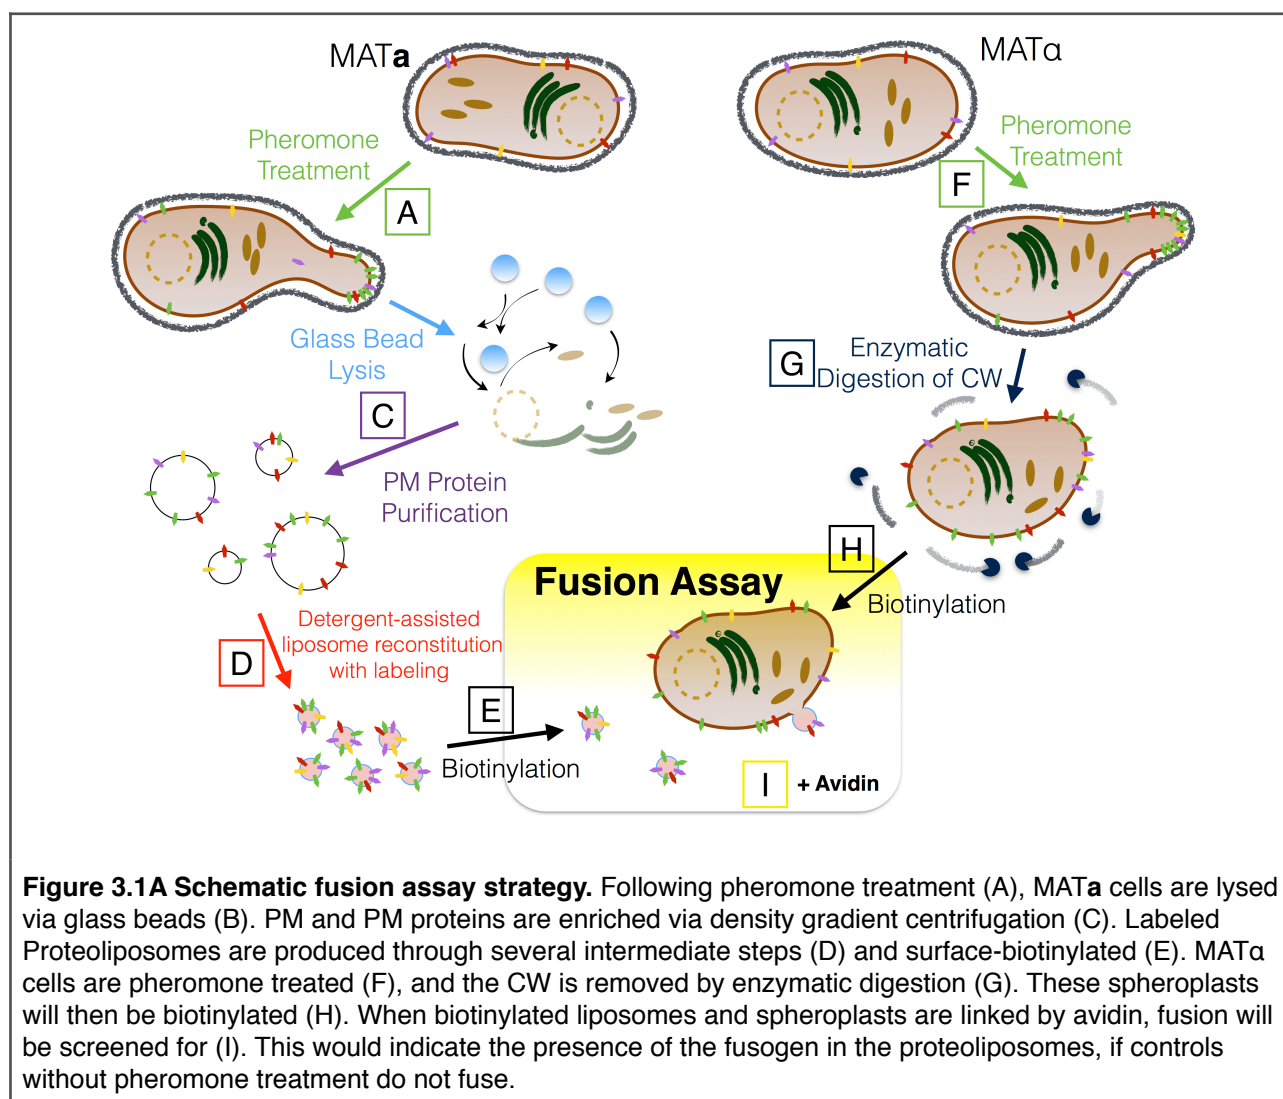 MATa
MATα
Pheromone
Treatment
A
Pheromone
Treatment
F
Glass Bead
Lysis
G
Enzymatic
Digestion of CW
C
PM Protein
Purification
H
Biotinylation
Fusion Assay
D
Detergent-assisted
liposome reconstitution
with labeling
E
Biotinylation
I
+ Avidin
Figure 3.1A Schematic fusion assay strategy. Following pheromone treatment (A), MATa cells are lysed
via glass beads (B). PM and PM proteins are enriched via density gradient centrifugation (C). Labeled
Proteoliposomes are produced through several intermediate steps (D) and surface-biotinylated (E). MATα
cells are pheromone treated (F), and the CW is removed by enzymatic digestion (G). These spheroplasts
will then be biotinylated (H). When biotinylated liposomes and spheroplasts are linked by avidin, fusion will
be screened for (I). This would indicate the presence of the fusogen in the proteoliposomes, if controls
without pheromone treatment do not fuse.